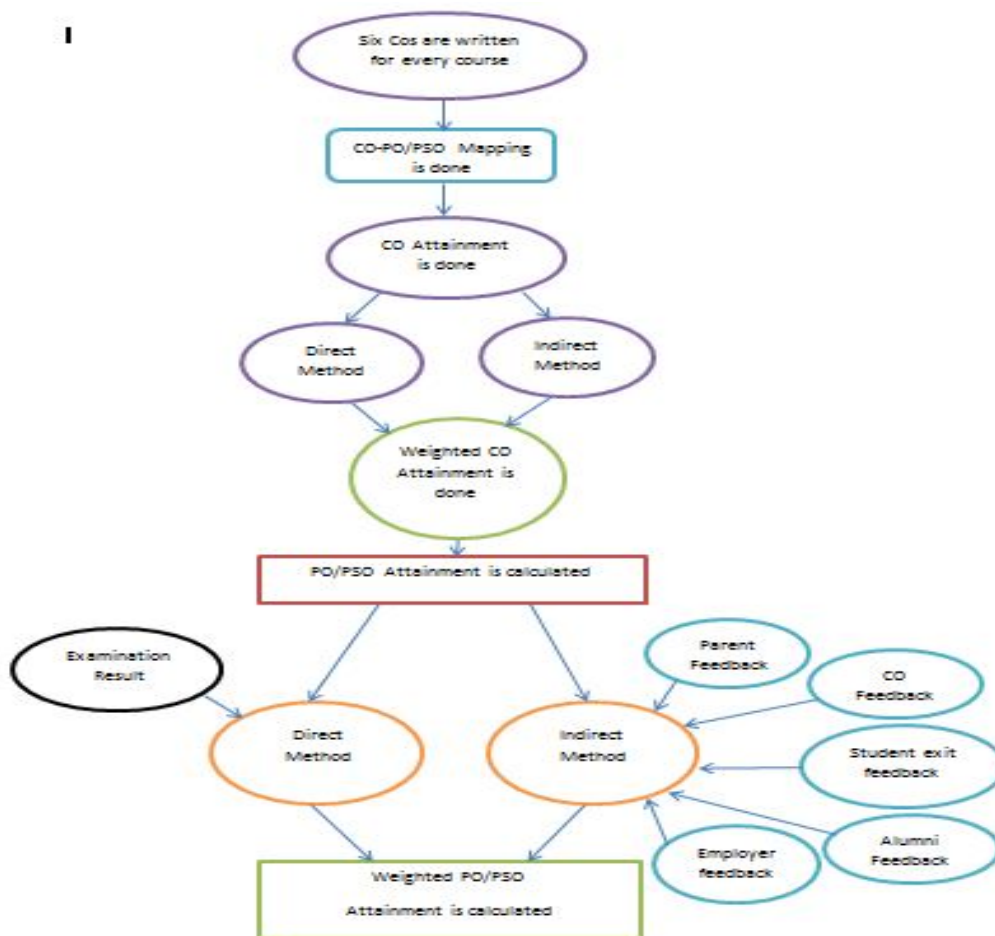 I
Six Cos are written
for every course
CO-PO/PSO Mapping
is done
CO Attainment
is done
Direct
Method
Indirect
Method
Weighted CO
Attainment is
done
PO/PSO Attainment is calculated
Examination
Result
Parent
Feedback
CO
Feedback
Direct
Method
Indirect
Method
Student exit
feedback
Employer
feedback
Alumni
Feedback
Weighted PO/PSO
Attainment is calculated